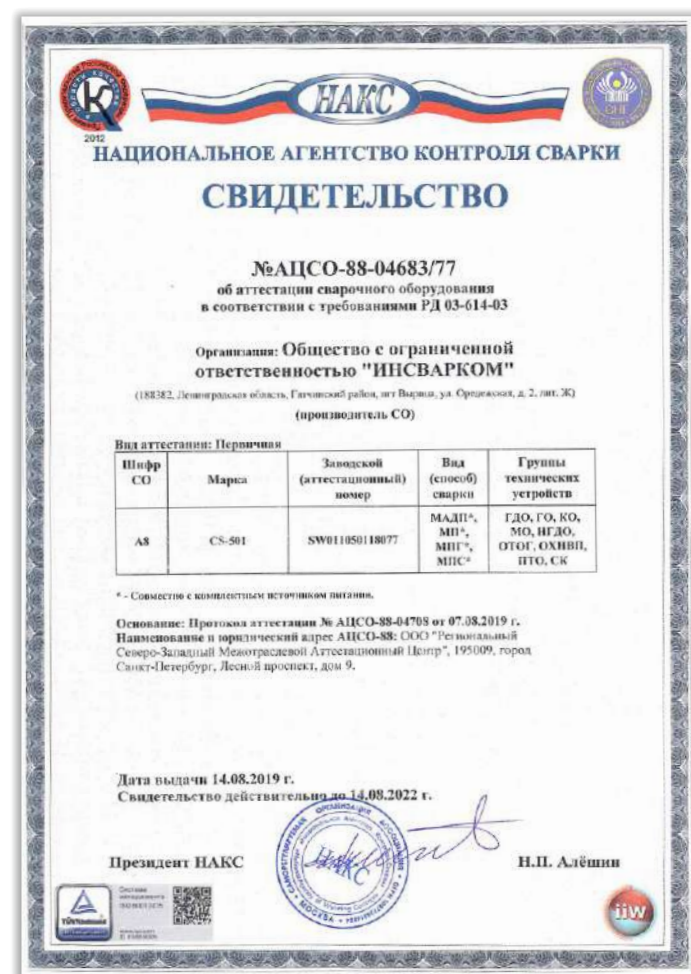 2012
НАКС
СНГ
НАЦИОНАЛЬНОЕ АГЕНТСТВО КОНТРОЛЯ СВАРКИ
СВИДЕТЕЛЬСТВО
№АЦСО-88-04683/77
об аттестации сварочного оборудования
в соответствии с требованиями РД 03-614-03
Организация: Общество с ограниченной
ответственностью "ИНСВАРКОМ"
(188382, Ленинградская область, Гатчинский район, пгт Вырица, ул. Оредежская, д. 2, лит. Ж)
(производитель СО)
Вид аттестации: Первичная
Шифр СО
Марка
Заводской (аттестационный) номер
Вид (способ) сварки
Группы технических устройств
А8
CS-501
SW011050118077
МАДП*, МП*, МПГ*, МПС*
ГДО, ГО, КО, МО, НГДО, ОТОГ, ОХНВП, ПТО, СК
* - Совместно с комплектным источником питания.
Основание: Протокол аттестации № АЦСО-88-04708 от 07.08.2019 г.
Наименование и юридический адрес АЦСО-88: ООО "Региональный
Северо-Западный Межотраслевой Аттестационный Центр", 195009, город
Санкт-Петербург, Лесной проспект, дом 9.
Дата выдачи 14.08.2019 г.
Свидетельство действительно до 14.08.2022 г.
Президент НАКС
НАКС
МОСКВА
Н.П. Алёшин
TÜVRheinland
Система
менеджмента
iiw